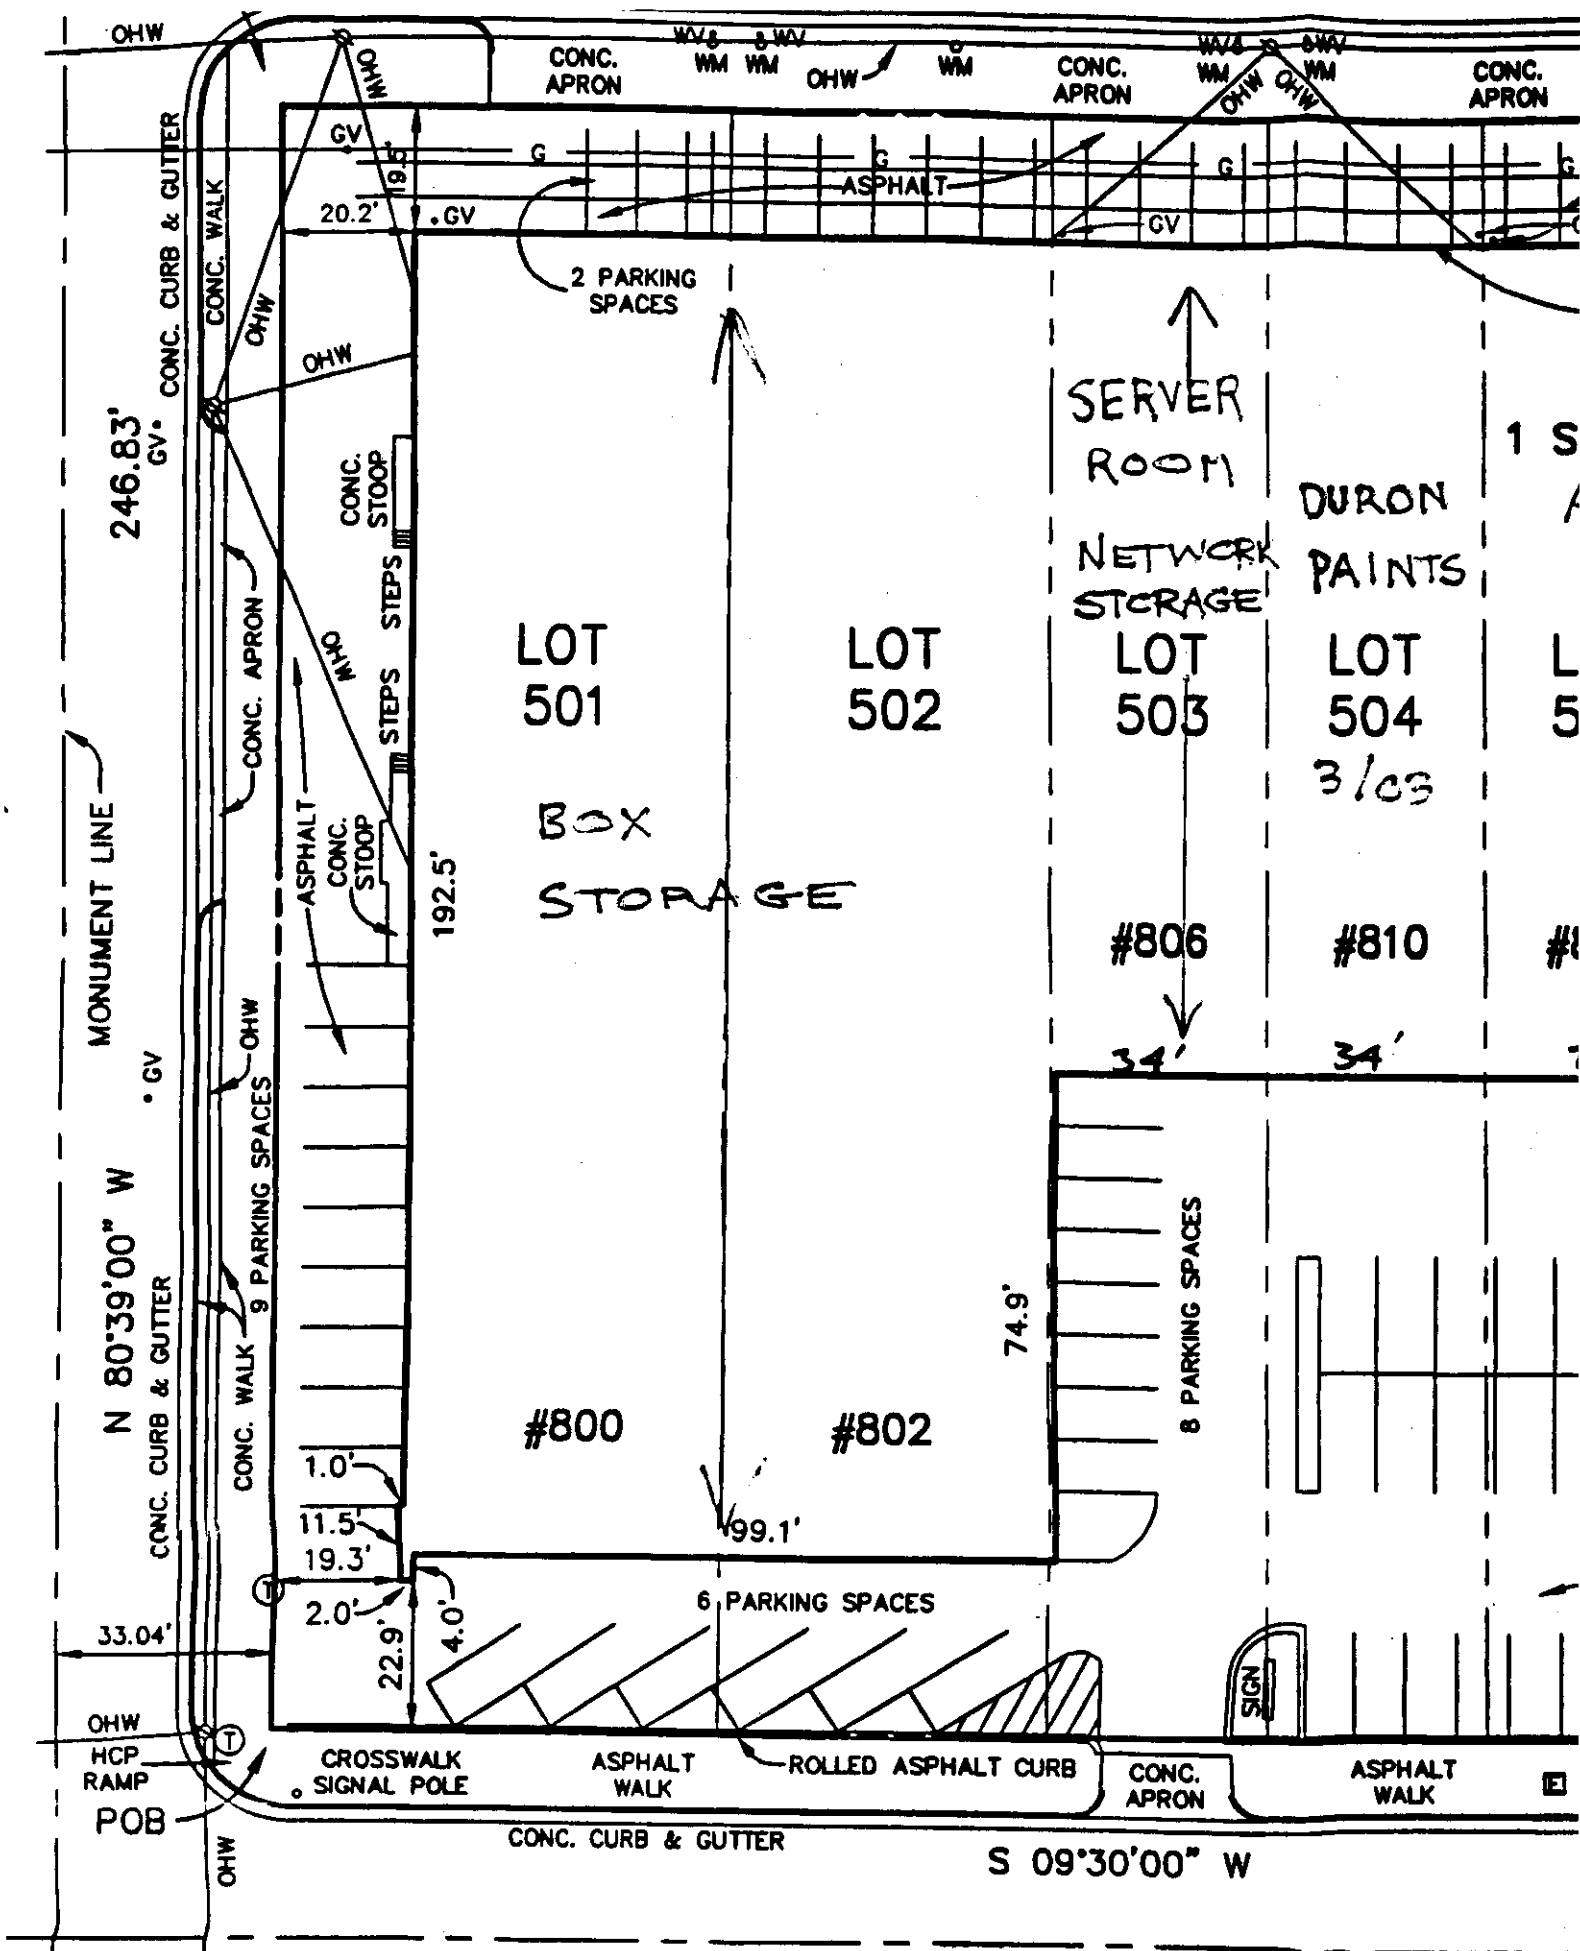 OHW
CONC.
APRON
WV
WV
WM
WM
OHW
WM
CONC.
APRON
WV
WM
WV
WM
CONC.
APRON
OHW
OHW
OHW
GV
G
G
G
G
19.5'
ASPHALT
20.2'
GV
GV
CONC. CURB & GUTTER
CONC. WALK
2 PARKING
SPACES
OHW
OHW
SERVER
ROOM
NETWORK
STORAGE
DURON
PAINTS
1 S
A
246.83'
GV
CONC.
STOOP
STEPS
STEPS
CONC. APRON
OHW
LOT
501
LOT
502
LOT
503
LOT
504
L
5
3/03
BOX
STORAGE
MONUMENT LINE
ASPHALT
CONC.
STOOP
192.5'
#806
#810
#8
OHW
GV
34'
34'
N 80°39'00" W
9 PARKING SPACES
CONC. CURB & GUTTER
CONC. WALK
74.9'
8 PARKING SPACES
#800
#802
1.0'
11.5'
19.3'
99.1'
T
2.0'
4.0'
22.9'
6 PARKING SPACES
33.04'
SIGN
OHW
T
HCP
RAMP
POB
CROSSWALK
SIGNAL POLE
ASPHALT
WALK
ROLLED ASPHALT CURB
CONC.
APRON
ASPHALT
WALK
E
OHW
CONC. CURB & GUTTER
S 09°30'00" W